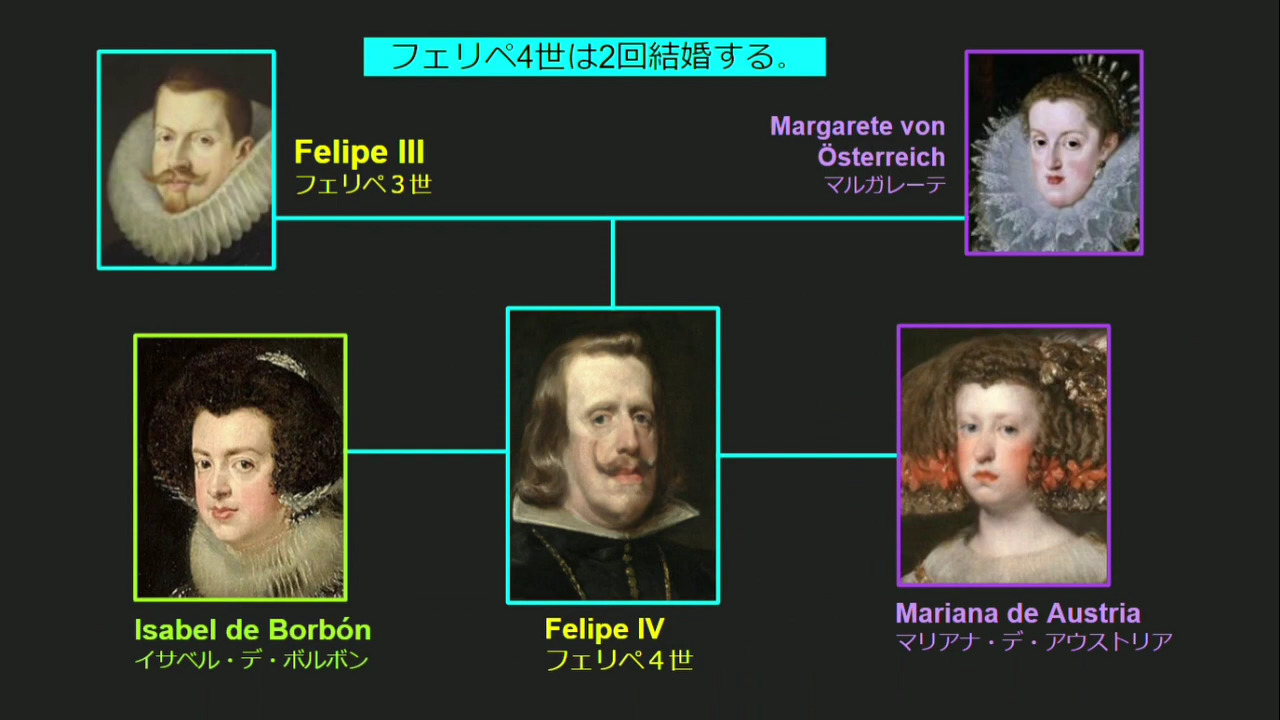 フェリペ4世は2回結婚する。
Felipe III
フェリペ３世
Margarete von
Österreich
マルガレーテ
Isabel de Borbón
イサベル・デ・ボルボン
Felipe IV
フェリペ４世
Mariana de Austria
マリアナ・デ・アウストリア